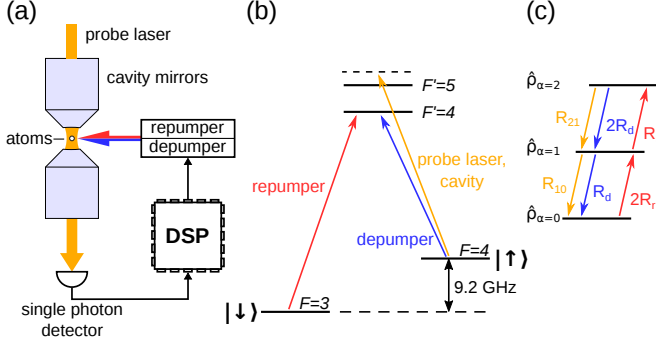 (a)
probe laser
cavity mirrors
atoms
repumper
depumper
DSP
single photon
detector
(b)
F'=5
F'=4
repumper
probe laser,
cavity
depumper
F=4
|↑⟩
9.2 GHz
F=3
|↓⟩
(c)
ρ̂α=2
R21
2Rd
ρ̂α=1
R10
Rd
2Rr
ρ̂α=0